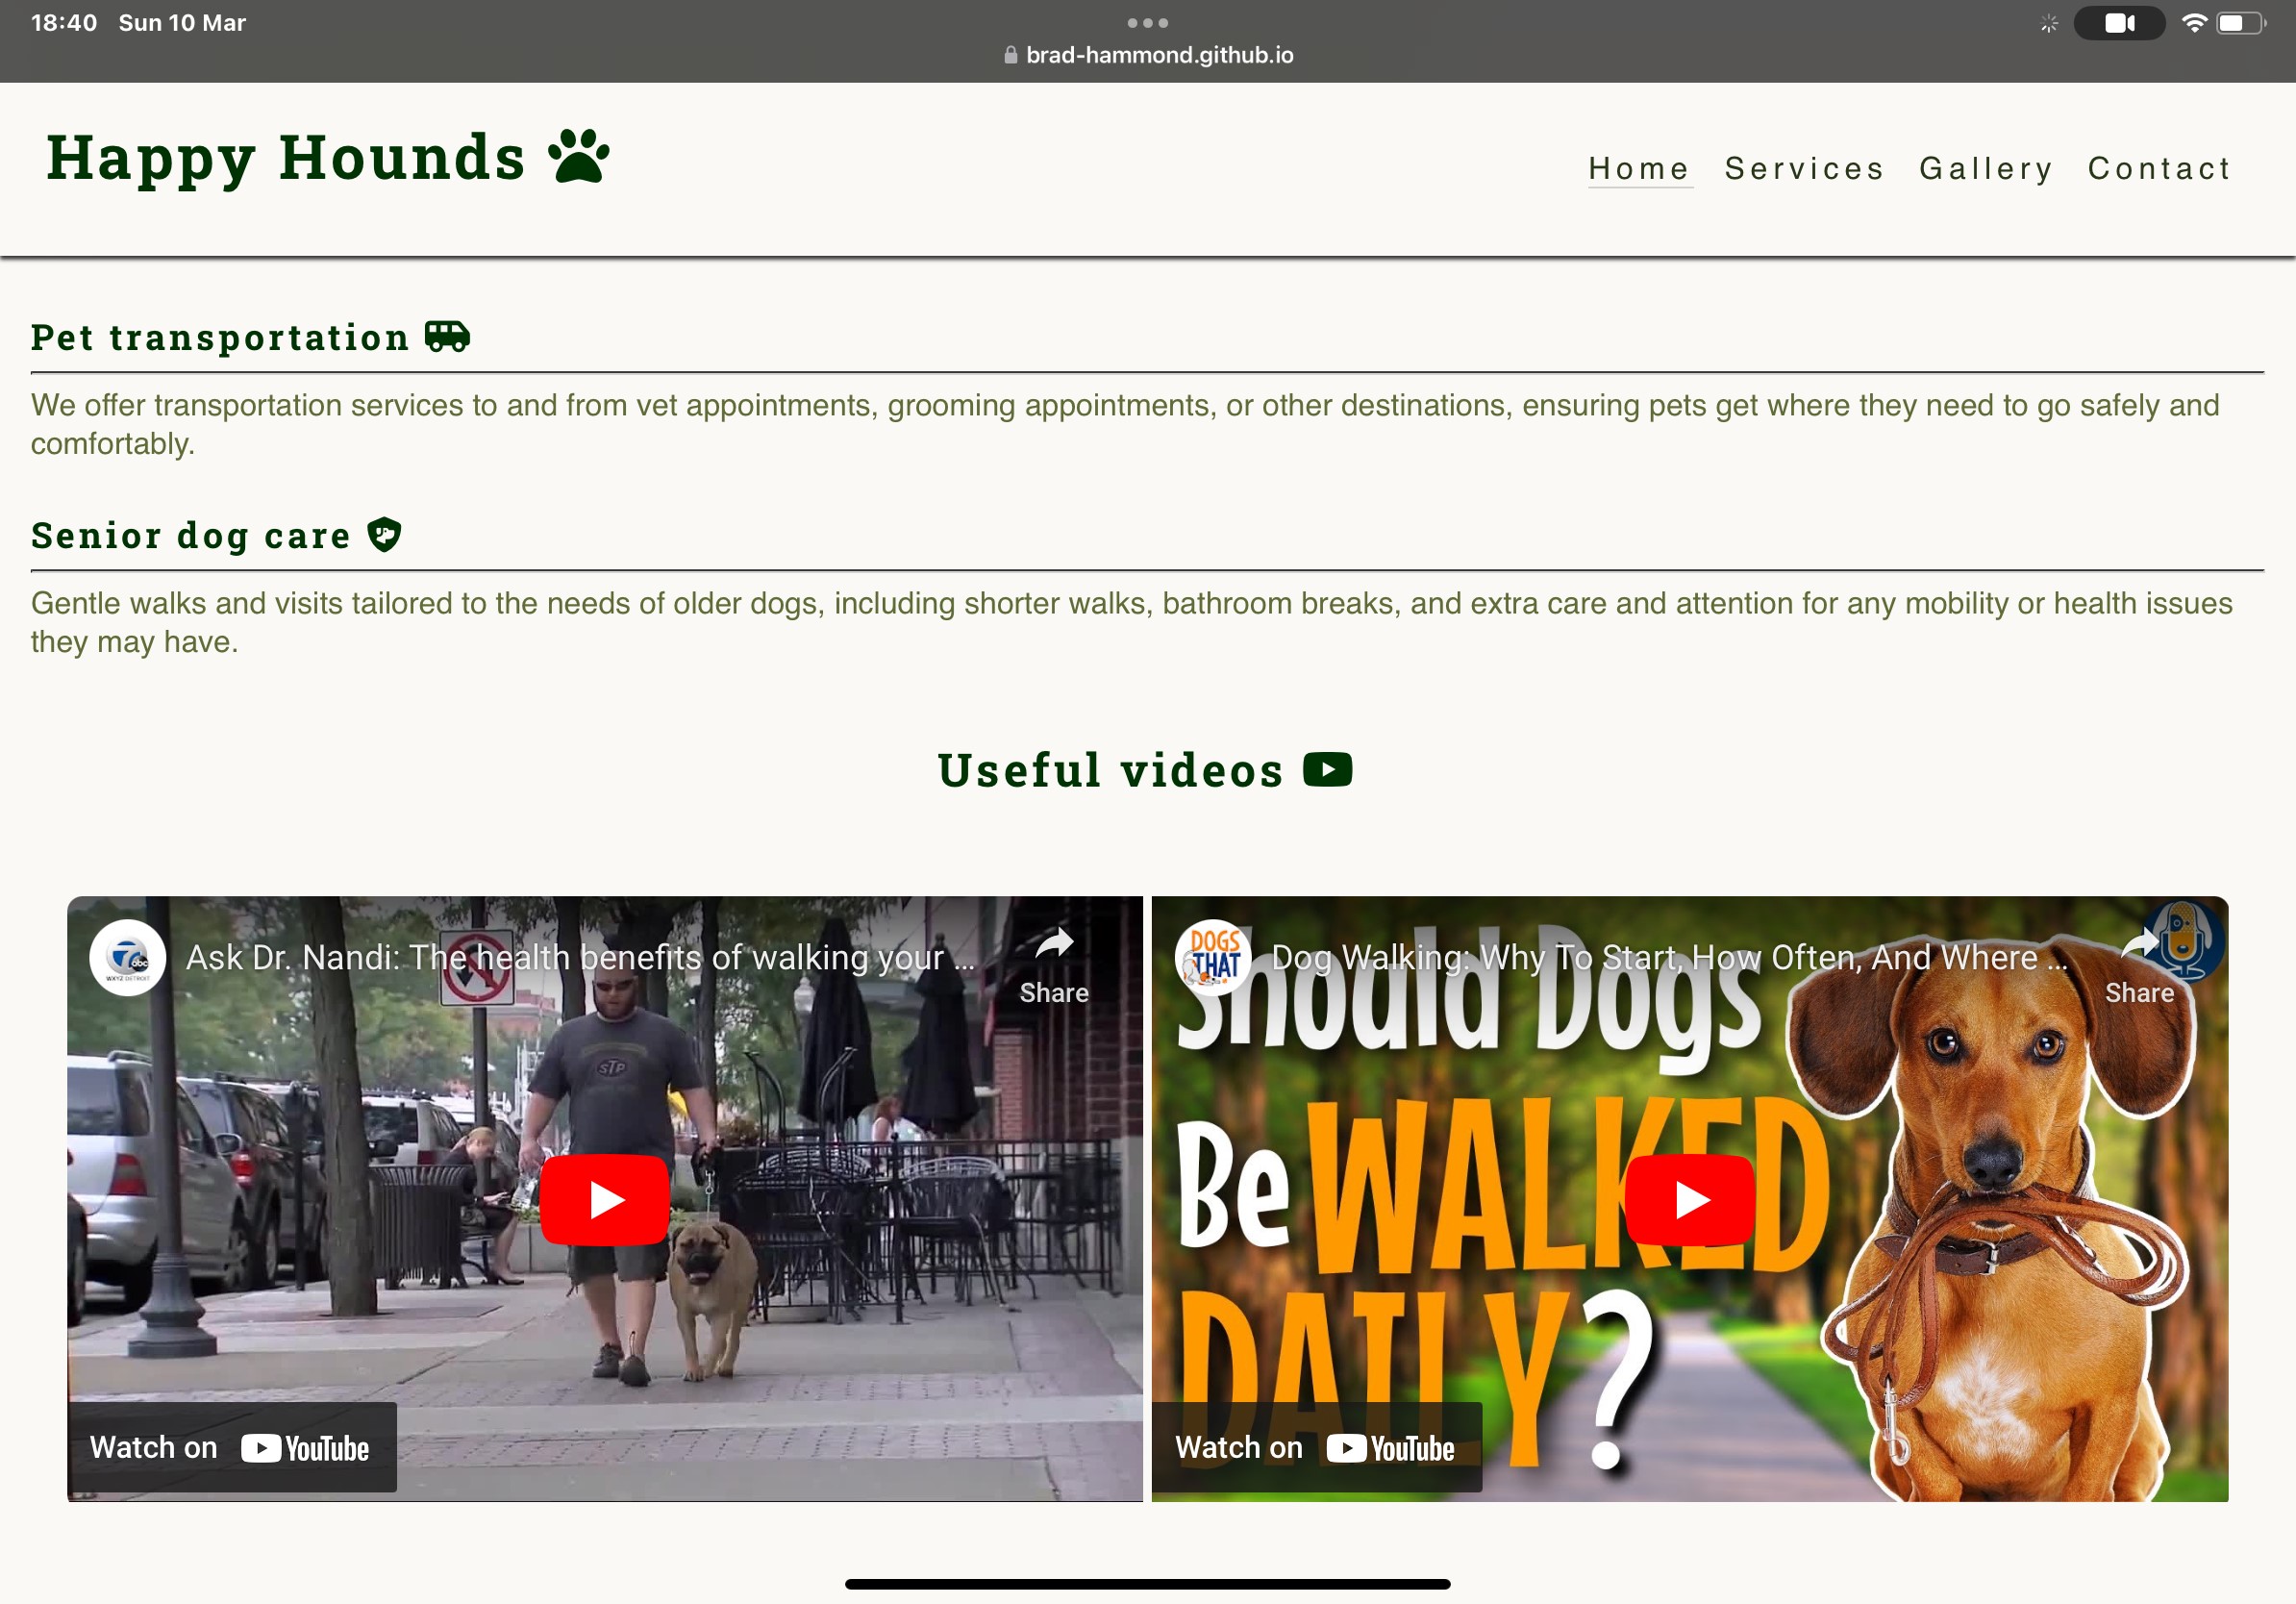 18:40 Sun 10 Mar
brad-hammond.github.io
Happy Hounds
Home Services Gallery Contact
Pet transportation
We offer transportation services to and from vet appointments, grooming appointments, or other destinations, ensuring pets get where they need to go safely and
comfortably.
Senior dog care
Gentle walks and visits tailored to the needs of older dogs, including shorter walks, bathroom breaks, and extra care and attention for any mobility or health issues
they may have.
Useful videos
7 abc
WXYZ DETROIT
Ask Dr. Nandi: The health benefits of walking your ...
Share
STP
Watch on YouTube
DOGS
THAT
Dog Walking: Why To Start, How Often, And Where ...
Share
Should Dogs
Be WALKED
DAILY?
Watch on YouTube